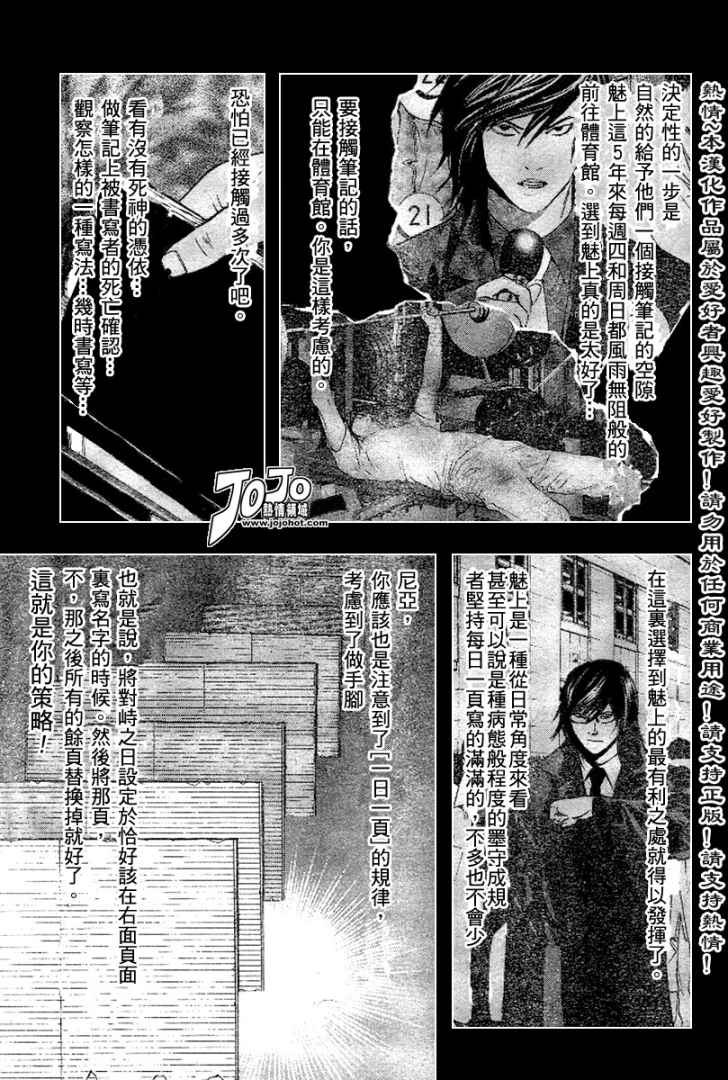 熱情、本漢化作品屬於愛好者興趣愛好製作！請勿用於任何商業用途！請支持正版！請支持熱情！
決定性的一步是
自然的給予他們一個接觸筆記的空隙
魅上這5年來每週四和周日都風雨無阻般的
前往體育館。選到魅上真的是太好了…
要接觸筆記的話，
只能在體育館。你是這樣考慮的。
22
21
恐怕已經接觸過多次了吧。
看有沒有死神的憑依…
做筆記上被書寫者的死亡確認…
觀察怎樣的一種寫法…幾時書寫等…
JOJO
熱情領域
www.jojohot.com
在這裏選擇到魅上的最有利之處就得以發揮了。
魅上是一種從日常角度來看
甚至可以說是種病態般程度的墨守成規
者堅持每日一頁寫的滿滿的，不多也不會少
尼亞，
你應該也是注意到了[一日一頁]的規律，
考慮到了做手腳
也就是說，將對峙之日設定於恰好該在右面頁面
裏寫名字的時候。然後將那頁，
不，那之後所有的餘頁替換掉就好了。
這就是你的策略！